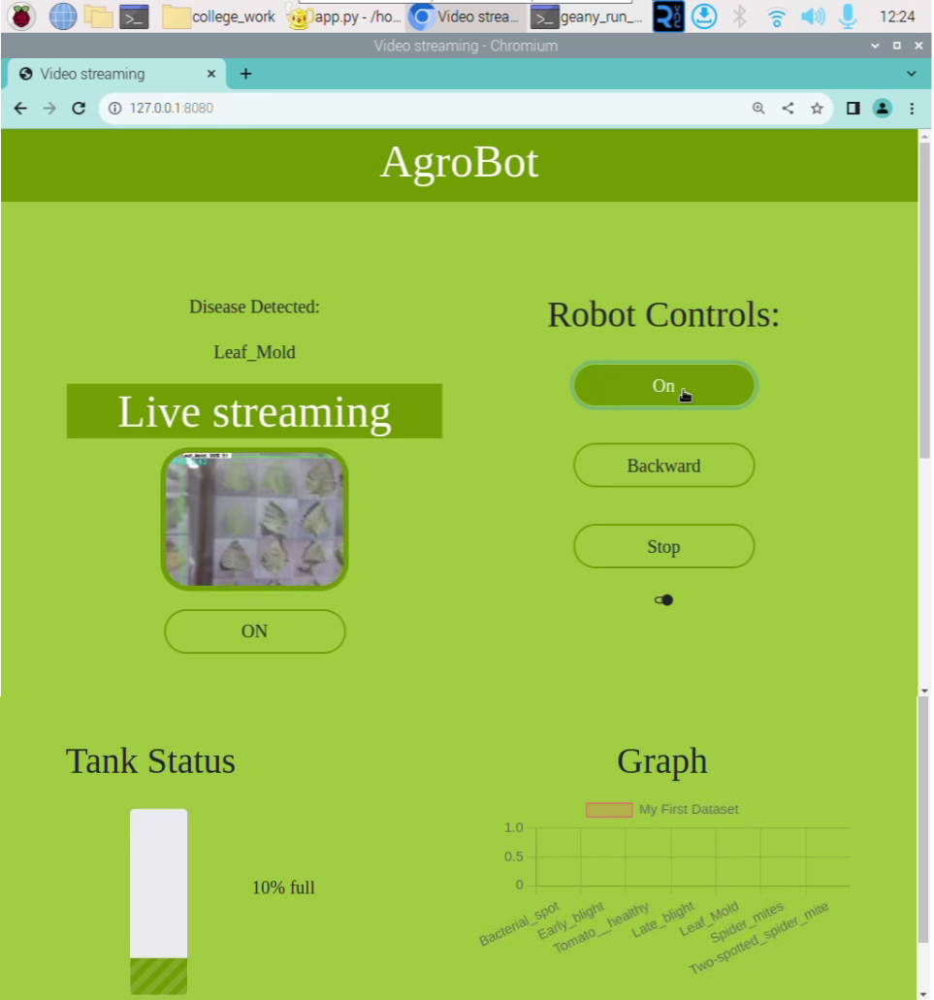 college_work
app.py - /ho...
Video strea...
geany_run_...
12:24
Video streaming - Chromium
Video streaming
127.0.0.1:8080
AgroBot
Disease Detected:
Leaf_Mold
Live streaming
ON
Robot Controls:
On
Backward
Stop
Tank Status
10% full
Graph
My First Dataset
1.0
0.5
0
Bacterial_spot
Early_blight
Tomato__healthy
Late_blight
Leaf_Mold
Spider_mites
Two-spotted_spider_mite